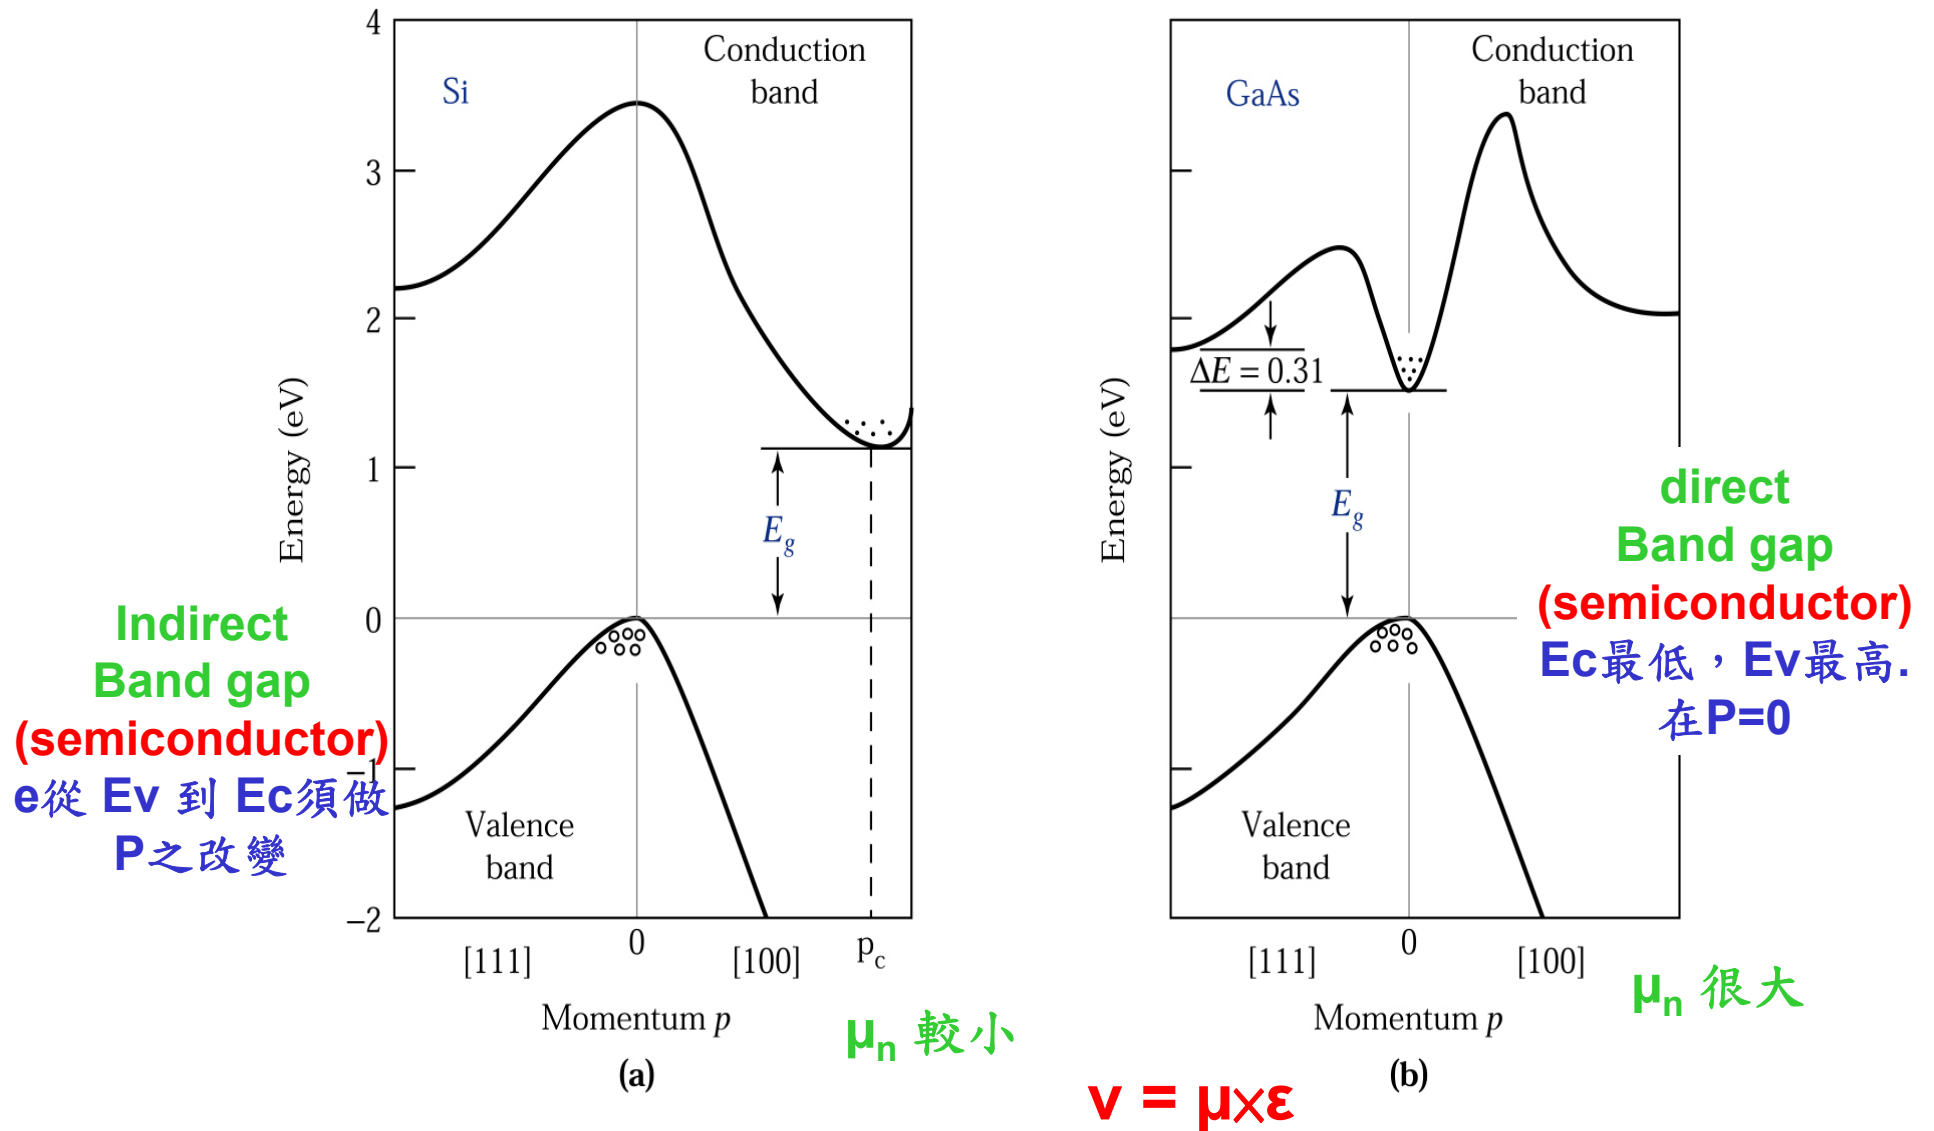 4
3
2
1
0
−1
−2
Energy (eV)
Si
Conduction
band
E_g
Valence
band
[111]
0
[100]
p_c
Momentum p
(a)
Indirect
Band gap
(semiconductor)
e從 Ev 到 Ec須做
P之改變
μ_n 較小
Energy (eV)
GaAs
Conduction
band
ΔE = 0.31
E_g
Valence
band
[111]
0
[100]
Momentum p
(b)
direct
Band gap
(semiconductor)
Ec最低，Ev最高.
在P=0
μ_n 很大
v = μ×ε